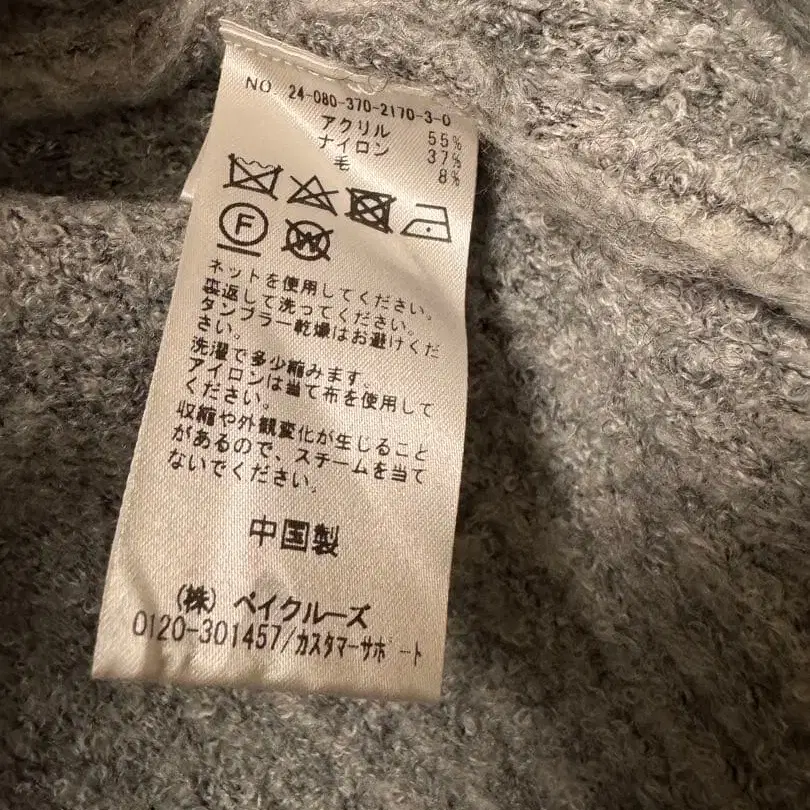 NO 24-080-370-2170-3-0
アクリル 55%
ナイロン 37%
毛 8%
F
W
ネットを使用してください。
裏返して洗ってください。
タンブラー乾燥はお避けくだ
さい。
洗濯で多少縮みます。
アイロンは当て布を使用して
ください。
収縮や外観変化が生じること
があるので、スチームを当て
ないでください。
中国製
(株) ベイクルーズ
0120-301457/カスタマーサポート